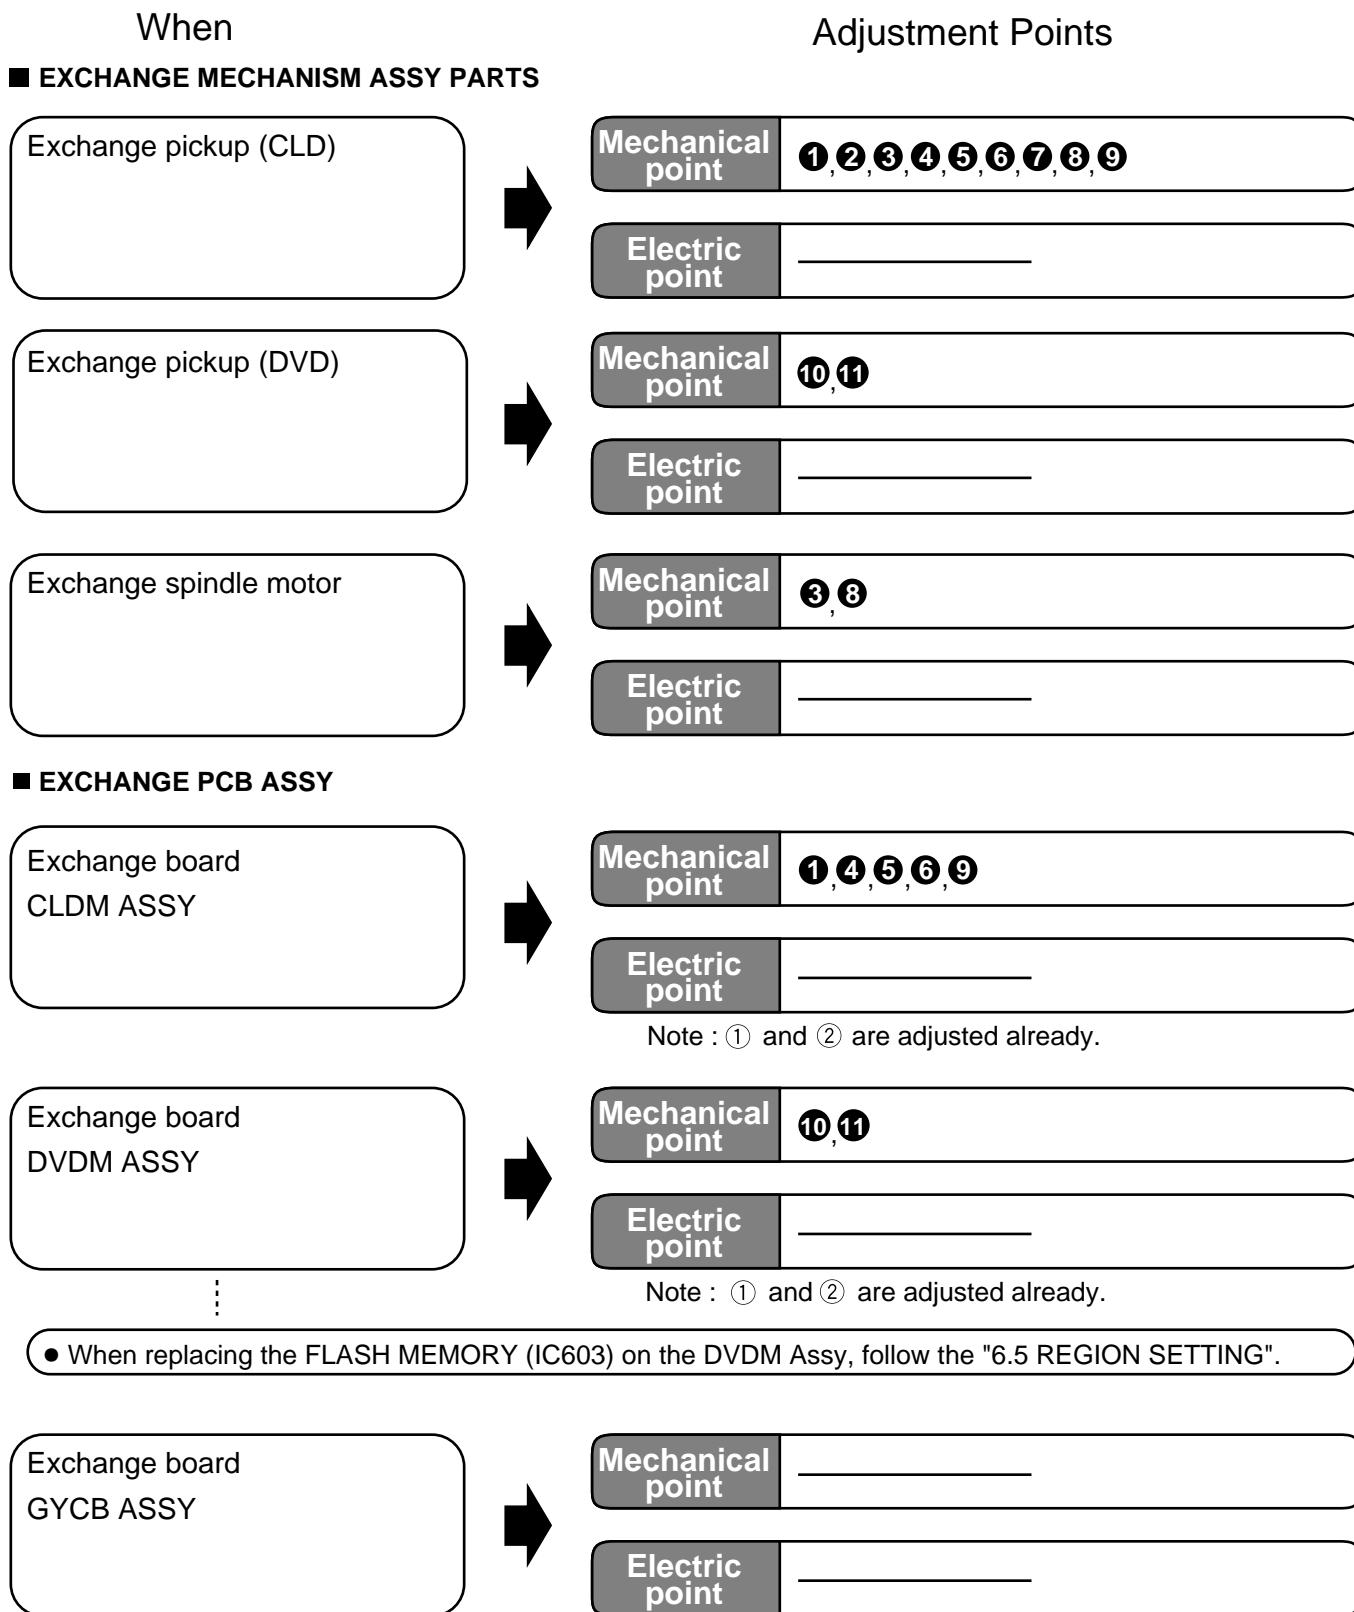 When
Adjustment Points
■ EXCHANGE MECHANISM ASSY PARTS
Exchange pickup (CLD)
Mechanical
point
❶,❷,❸,❹,❺,❻,❼,❽,❾
Electric
point
Exchange pickup (DVD)
Mechanical
point
❿,⓫
Electric
point
Exchange spindle motor
Mechanical
point
❸,❽
Electric
point
■ EXCHANGE PCB ASSY
Exchange board
CLDM ASSY
Mechanical
point
❶,❹,❺,❻,❾
Electric
point
Note : ① and ② are adjusted already.
Exchange board
DVDM ASSY
Mechanical
point
❿,⓫
Electric
point
Note : ① and ② are adjusted already.
● When replacing the FLASH MEMORY (IC603) on the DVDM Assy, follow the "6.5 REGION SETTING".
Exchange board
GYCB ASSY
Mechanical
point
Electric
point